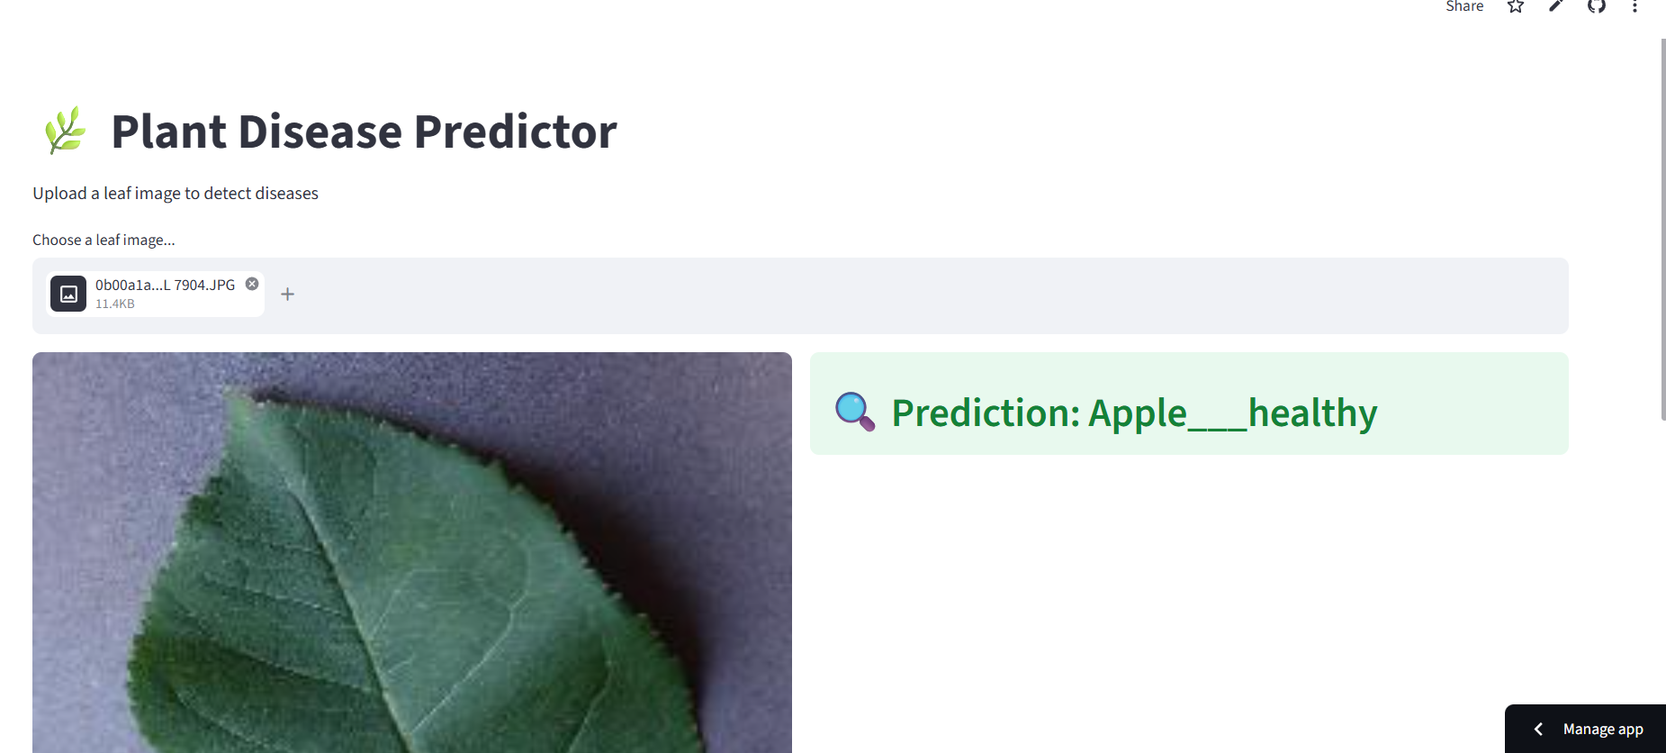 Share
Plant Disease Predictor
Upload a leaf image to detect diseases
Choose a leaf image...
0b00a1a...L 7904.JPG
11.4KB
Prediction: Apple___healthy
Manage app